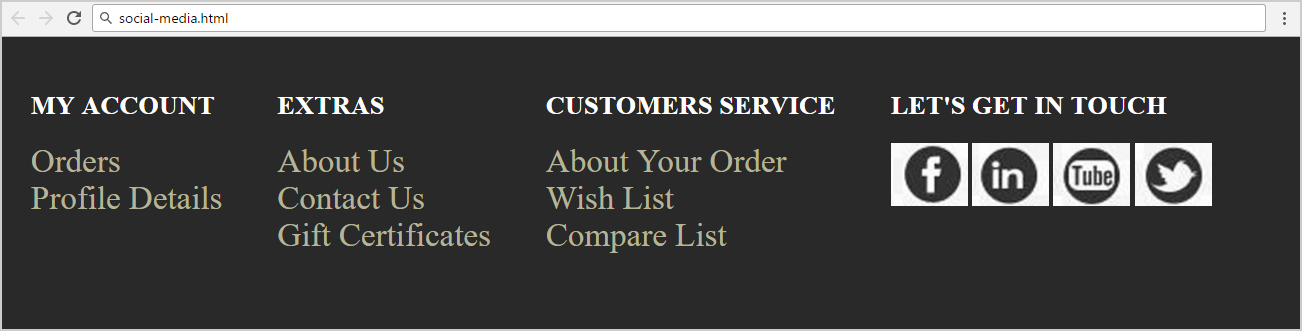 social-media.html
MY ACCOUNT
Orders
Profile Details
EXTRAS
About Us
Contact Us
Gift Certificates
CUSTOMERS SERVICE
About Your Order
Wish List
Compare List
LET'S GET IN TOUCH
f
in
Tube